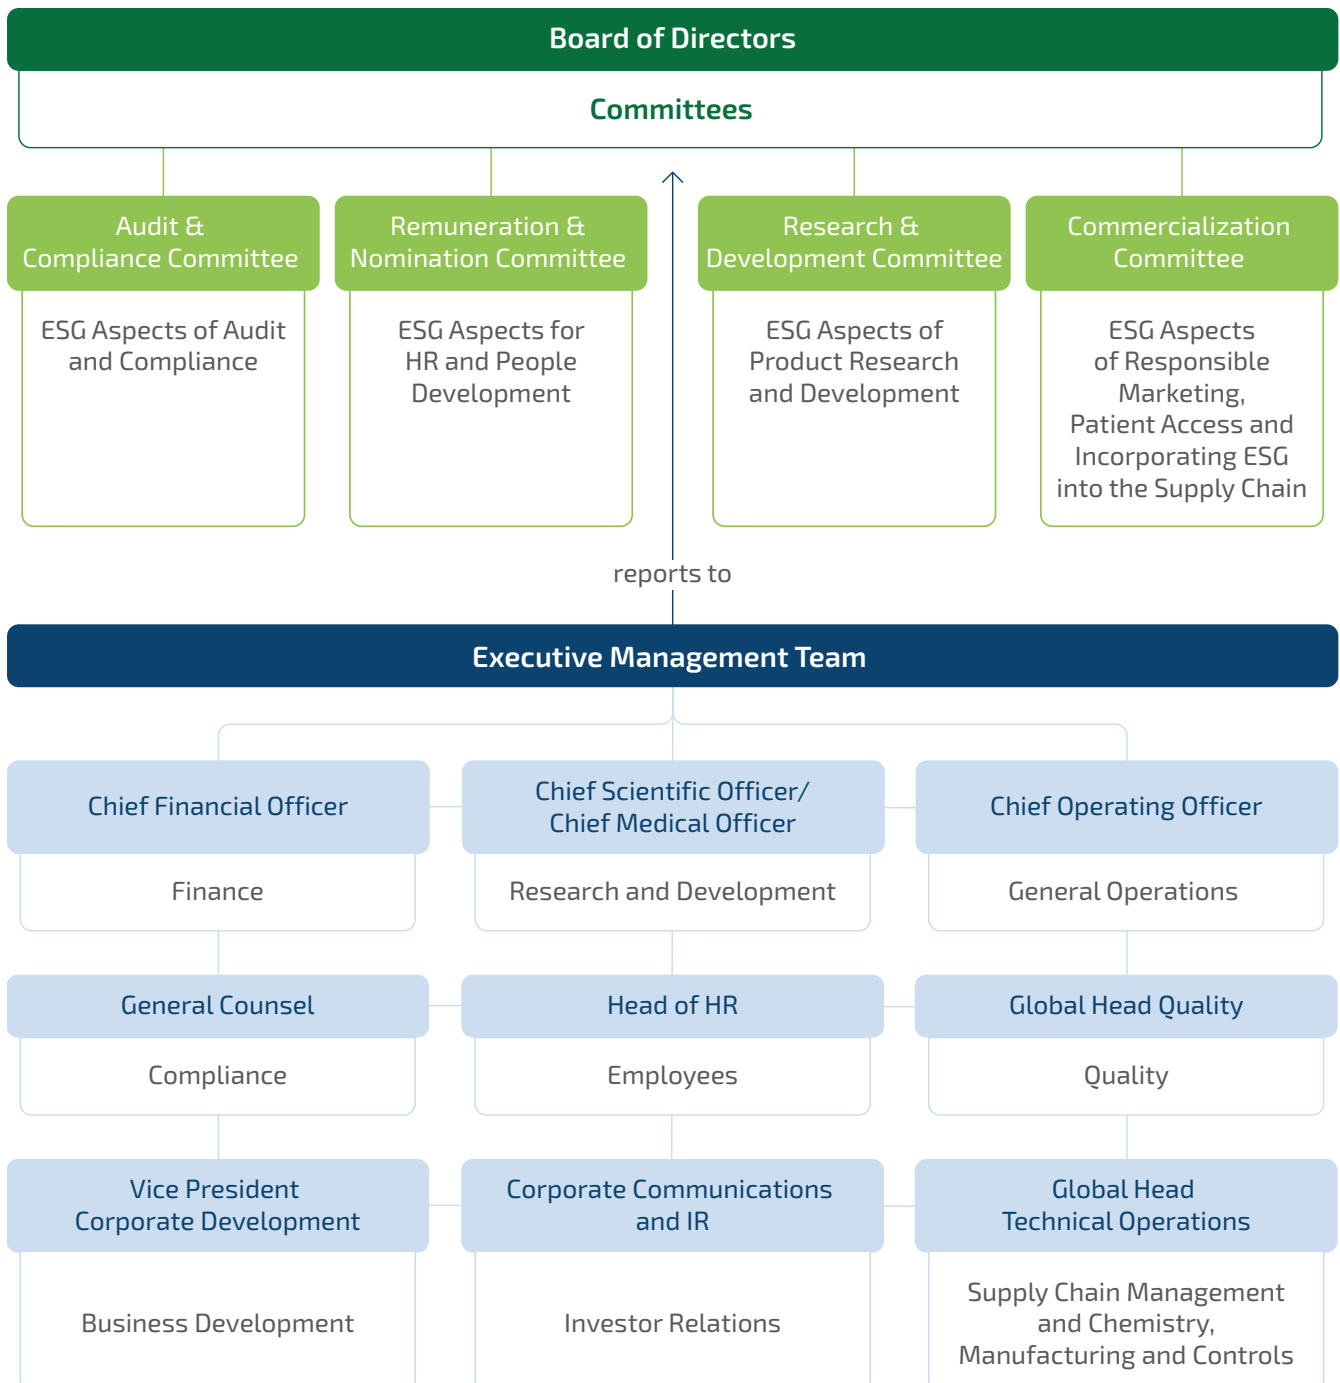 Board of Directors
Committees
Audit &
Compliance Committee
ESG Aspects of Audit
and Compliance
Remuneration &
Nomination Committee
ESG Aspects for
HR and People
Development
Research &
Development Committee
ESG Aspects of
Product Research
and Development
Commercialization
Committee
ESG Aspects
of Responsible
Marketing,
Patient Access and
Incorporating ESG
into the Supply Chain
reports to
Executive Management Team
Chief Financial Officer
Finance
Chief Scientific Officer/
Chief Medical Officer
Research and Development
Chief Operating Officer
General Operations
General Counsel
Compliance
Head of HR
Employees
Global Head Quality
Quality
Vice President
Corporate Development
Business Development
Corporate Communications
and IR
Investor Relations
Global Head
Technical Operations
Supply Chain Management
and Chemistry,
Manufacturing and Controls